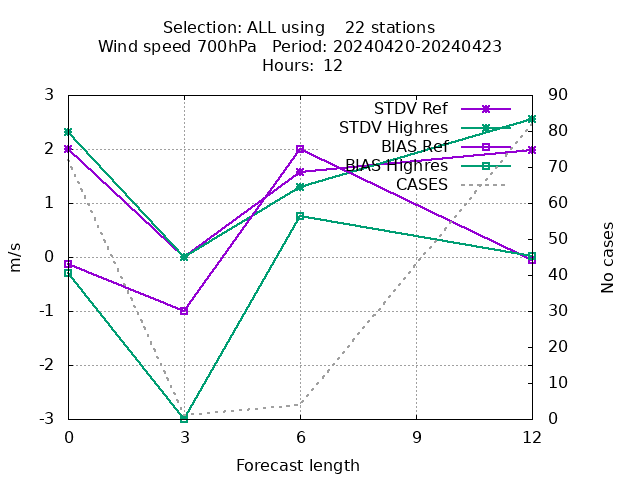 Selection: ALL using    22 stations
Wind speed 700hPa   Period: 20240420-20240423
Hours: 12
STDV Ref
STDV Highres
BIAS Ref
BIAS Highres
CASES
3
2
1
0
-1
-2
-3
m/s
90
80
70
60
50
40
30
20
10
0
No cases
0 3 6 9 12
Forecast length